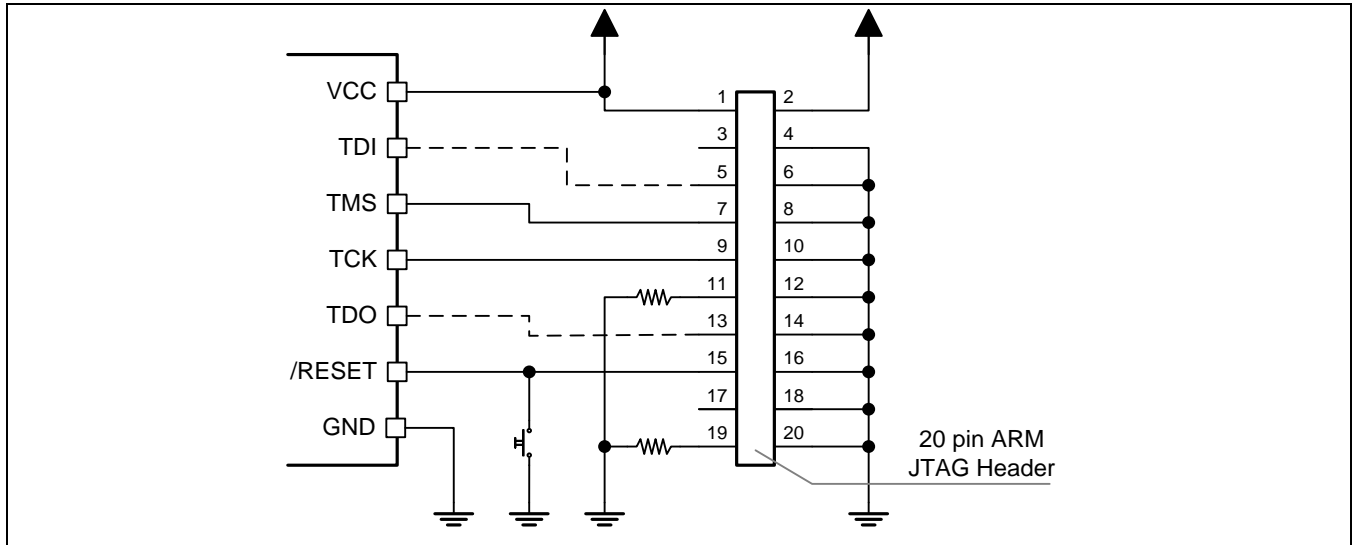 VCC
TDI
TMS
TCK
TDO
/RESET
GND
1 2
3 4
5 6
7 8
9 10
11 12
13 14
15 16
17 18
19 20
20 pin ARM
JTAG Header